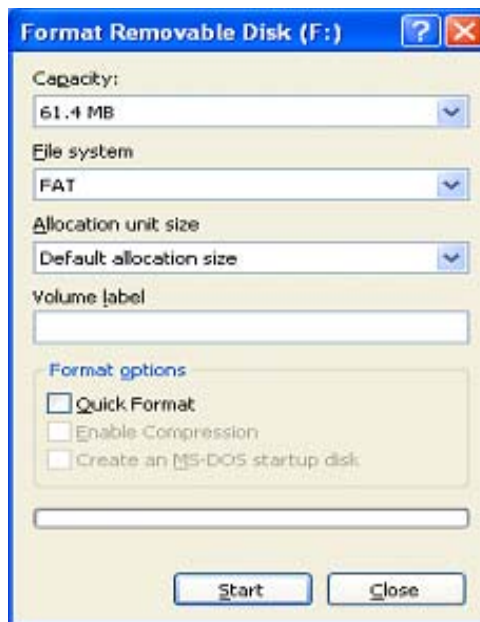 Format Removable Disk (F:)
Capacity:
61.4 MB
File system
FAT
Allocation unit size
Default allocation size
Volume label
Format options
Quick Format
Enable Compression
Create an MS-DOS startup disk
Start Close